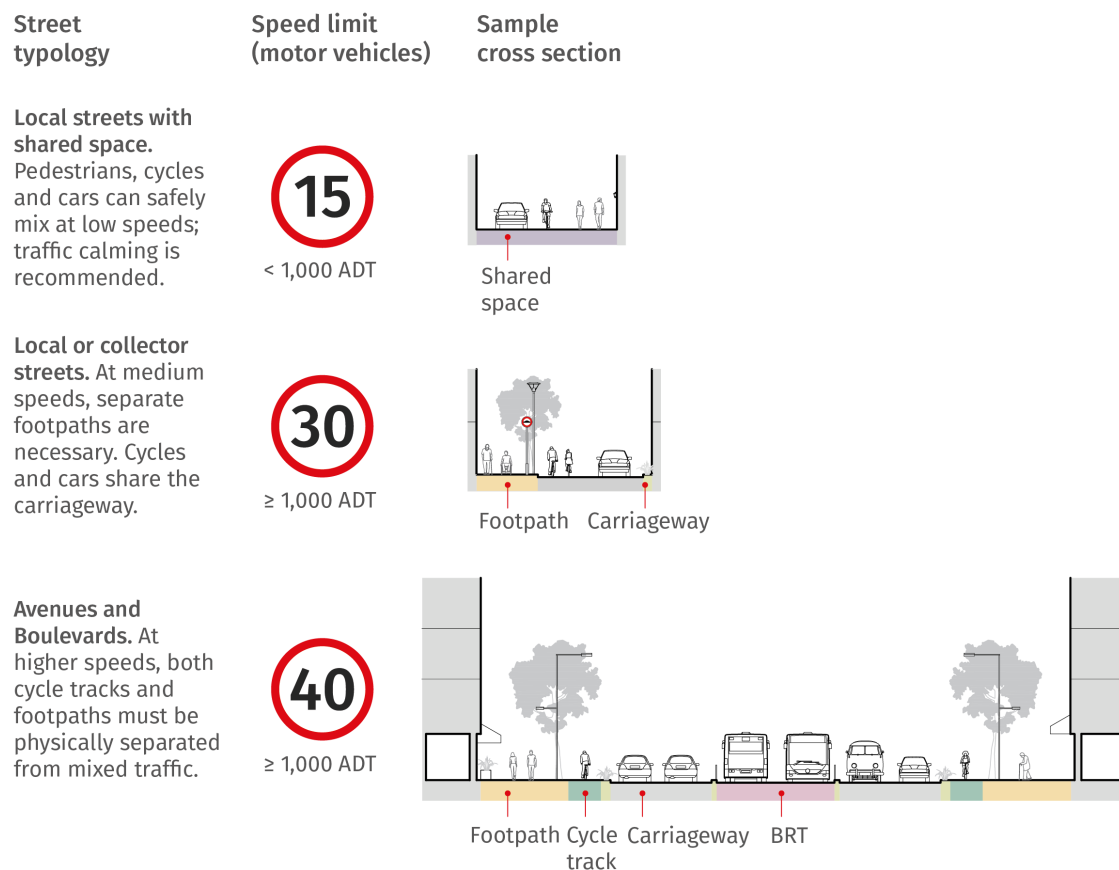 Street
typology
Speed limit
(motor vehicles)
Sample
cross section
Local streets with
shared space.
Pedestrians, cycles
and cars can safely
mix at low speeds;
traffic calming is
recommended.
15
< 1,000 ADT
Shared
space
Local or collector
streets. At medium
speeds, separate
footpaths are
necessary. Cycles
and cars share the
carriageway.
30
≥ 1,000 ADT
Footpath
Carriageway
Avenues and
Boulevards. At
higher speeds, both
cycle tracks and
footpaths must be
physically separated
from mixed traffic.
40
≥ 1,000 ADT
Footpath
Cycle
track
Carriageway
BRT